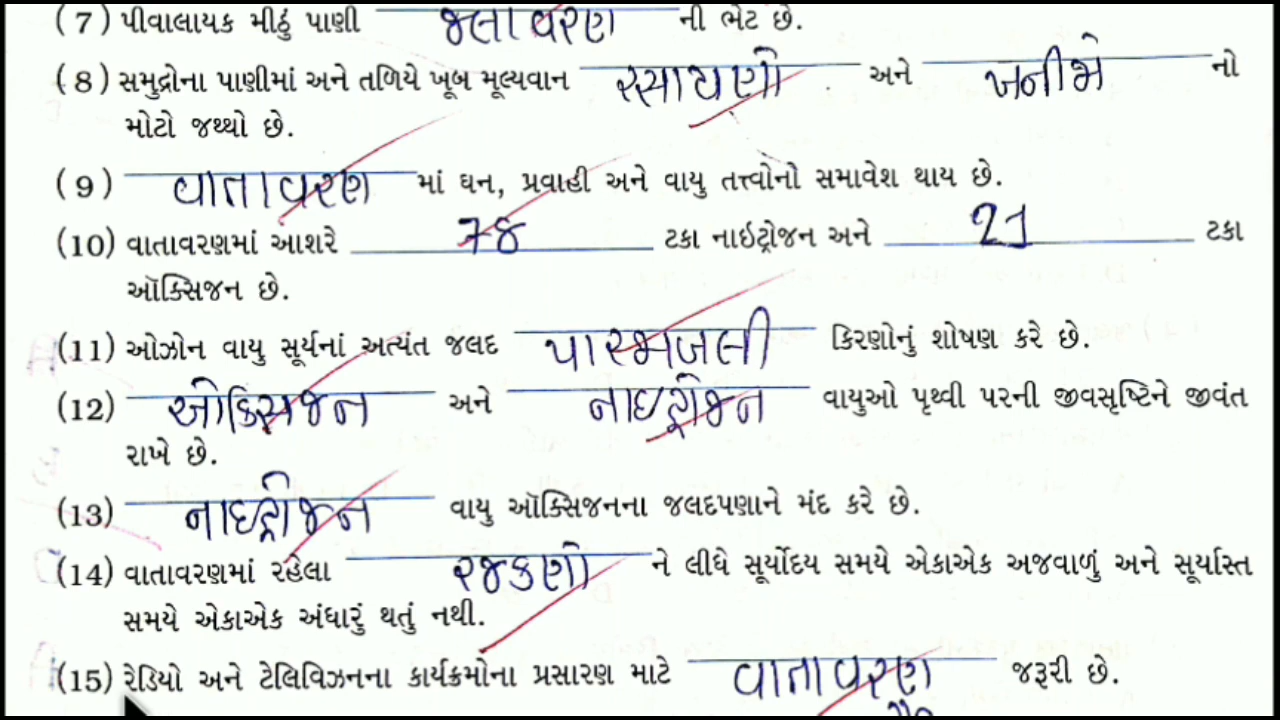 (7) પીવાલાયક મીઠું પાણી જલાવરણ ની ભેટ છે.
(8) સમુદ્રોના પાણીમાં અને તળિયે ખૂબ મૂલ્યવાન રસાયણો અને ખનીજો નો
મોટો જથ્થો છે.
(9) વાતાવરણ માં ઘન, પ્રવાહી અને વાયુ તત્ત્વોનો સમાવેશ થાય છે.
(10) વાતાવરણમાં આશરે 78 ટકા નાઇટ્રોજન અને 21 ટકા
ઑક્સિજન છે.
(11) ઓઝોન વાયુ સૂર્યનાં અત્યંત જલદ પારમજલી કિરણોનું શોષણ કરે છે.
(12) ઓક્સિજન અને નાઇટ્રોજન વાયુઓ પૃથ્વી પરની જીવસૃષ્ટિને જીવંત
રાખે છે.
(13) નાઇટ્રોજન વાયુ ઑક્સિજનના જલદપણાને મંદ કરે છે.
(14) વાતાવરણમાં રહેલા રજકણો ને લીધે સૂર્યોદય સમયે એકાએક અજવાળું અને સૂર્યાસ્ત
સમયે એકાએક અંધારું થતું નથી.
(15) રેડિયો અને ટેલિવિઝનના કાર્યક્રમોના પ્રસારણ માટે વાતાવરણ જરૂરી છે.